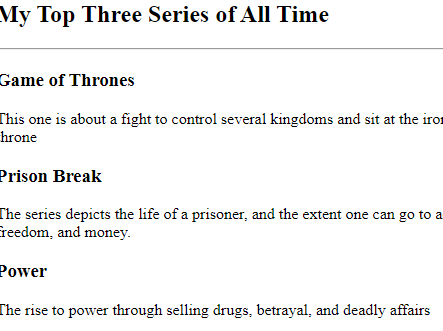 My Top Three Series of All Time
Game of Thrones
This one is about a fight to control several kingdoms and sit at the iron
throne
Prison Break
The series depicts the life of a prisoner, and the extent one can go to a
freedom, and money.
Power
The rise to power through selling drugs, betrayal, and deadly affairs